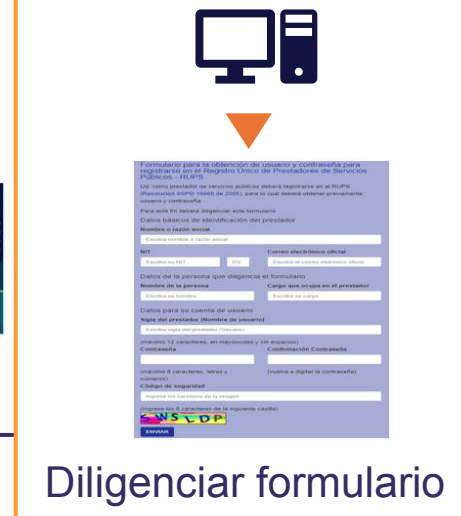 Formulario para la obtención de usuario y contraseña para
registrarse en el Registro Único de Prestadores de Servicios
Públicos - RUPS
Ud. como prestador de servicios públicos deberá registrarse en el RUPS
(Resolución SSPD 16965 de 2005), para lo cual deberá obtener previamente
usuario y contraseña.
Para este fin deberá diligenciar este formulario.
Datos básicos de identificación del prestador
Nombre o razón social
Escriba nombre o razón social
NIT Correo electrónico oficial
Escriba su NIT DV Escriba el correo electrónico oficial
Datos de la persona que diligencia el formulario
Nombre de la persona Cargo que ocupa en el prestador
Escriba su nombre Escriba su cargo
Datos para su cuenta de usuario
Sigla del prestador (Nombre de usuario)
Escriba sigla del prestador (Usuario)
(máximo 12 caracteres, en mayúsculas y sin espacios)
Contraseña Confirmación Contraseña
(máximo 8 caracteres, letras y (vuelva a digitar la contraseña)
números)
Código de seguridad
Ingrese los caracteres de la imagen
(Ingrese los 6 caracteres de la siguiente casilla)
SWSLDP
ENVIAR
Diligenciar formulario